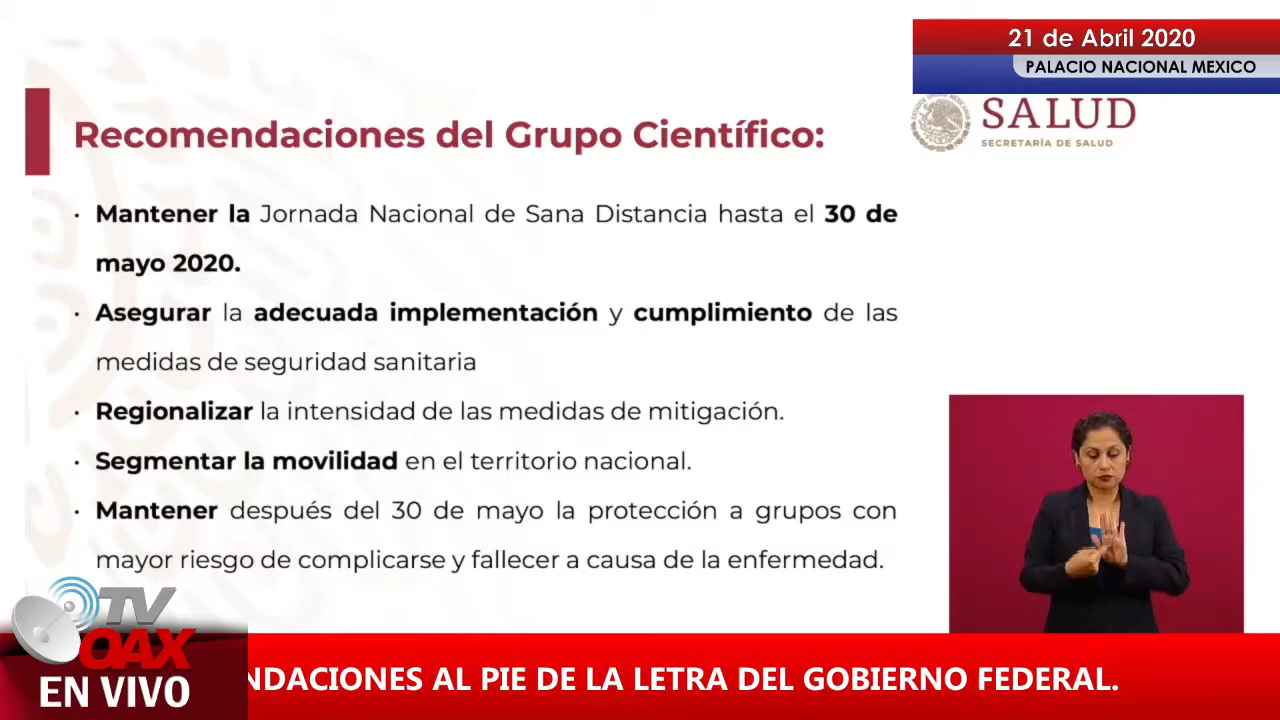 21 de Abril 2020
PALACIO NACIONAL MEXICO
SALUD
SECRETARÍA DE SALUD
Recomendaciones del Grupo Científico:
• Mantener la Jornada Nacional de Sana Distancia hasta el 30 de
mayo 2020.
• Asegurar la adecuada implementación y cumplimiento de las
medidas de seguridad sanitaria
• Regionalizar la intensidad de las medidas de mitigación.
• Segmentar la movilidad en el territorio nacional.
• Mantener después del 30 de mayo la protección a grupos con
mayor riesgo de complicarse y fallecer a causa de la enfermedad.
TV
OAX
EN VIVO
NDACIONES AL PIE DE LA LETRA DEL GOBIERNO FEDERAL.